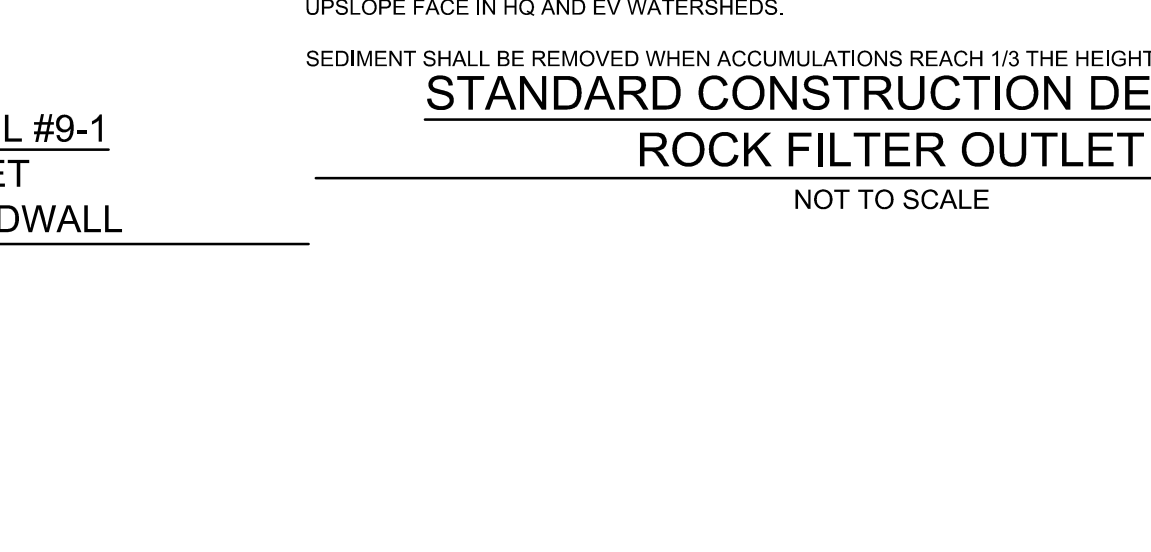 UPSLOPE FACE IN HQ AND EV WATERSHEDS.
SEDIMENT SHALL BE REMOVED WHEN ACCUMULATIONS REACH 1/3 THE HEIGHT
STANDARD CONSTRUCTION DE
ROCK FILTER OUTLET
NOT TO SCALE
L #9-1
ET
DWALL